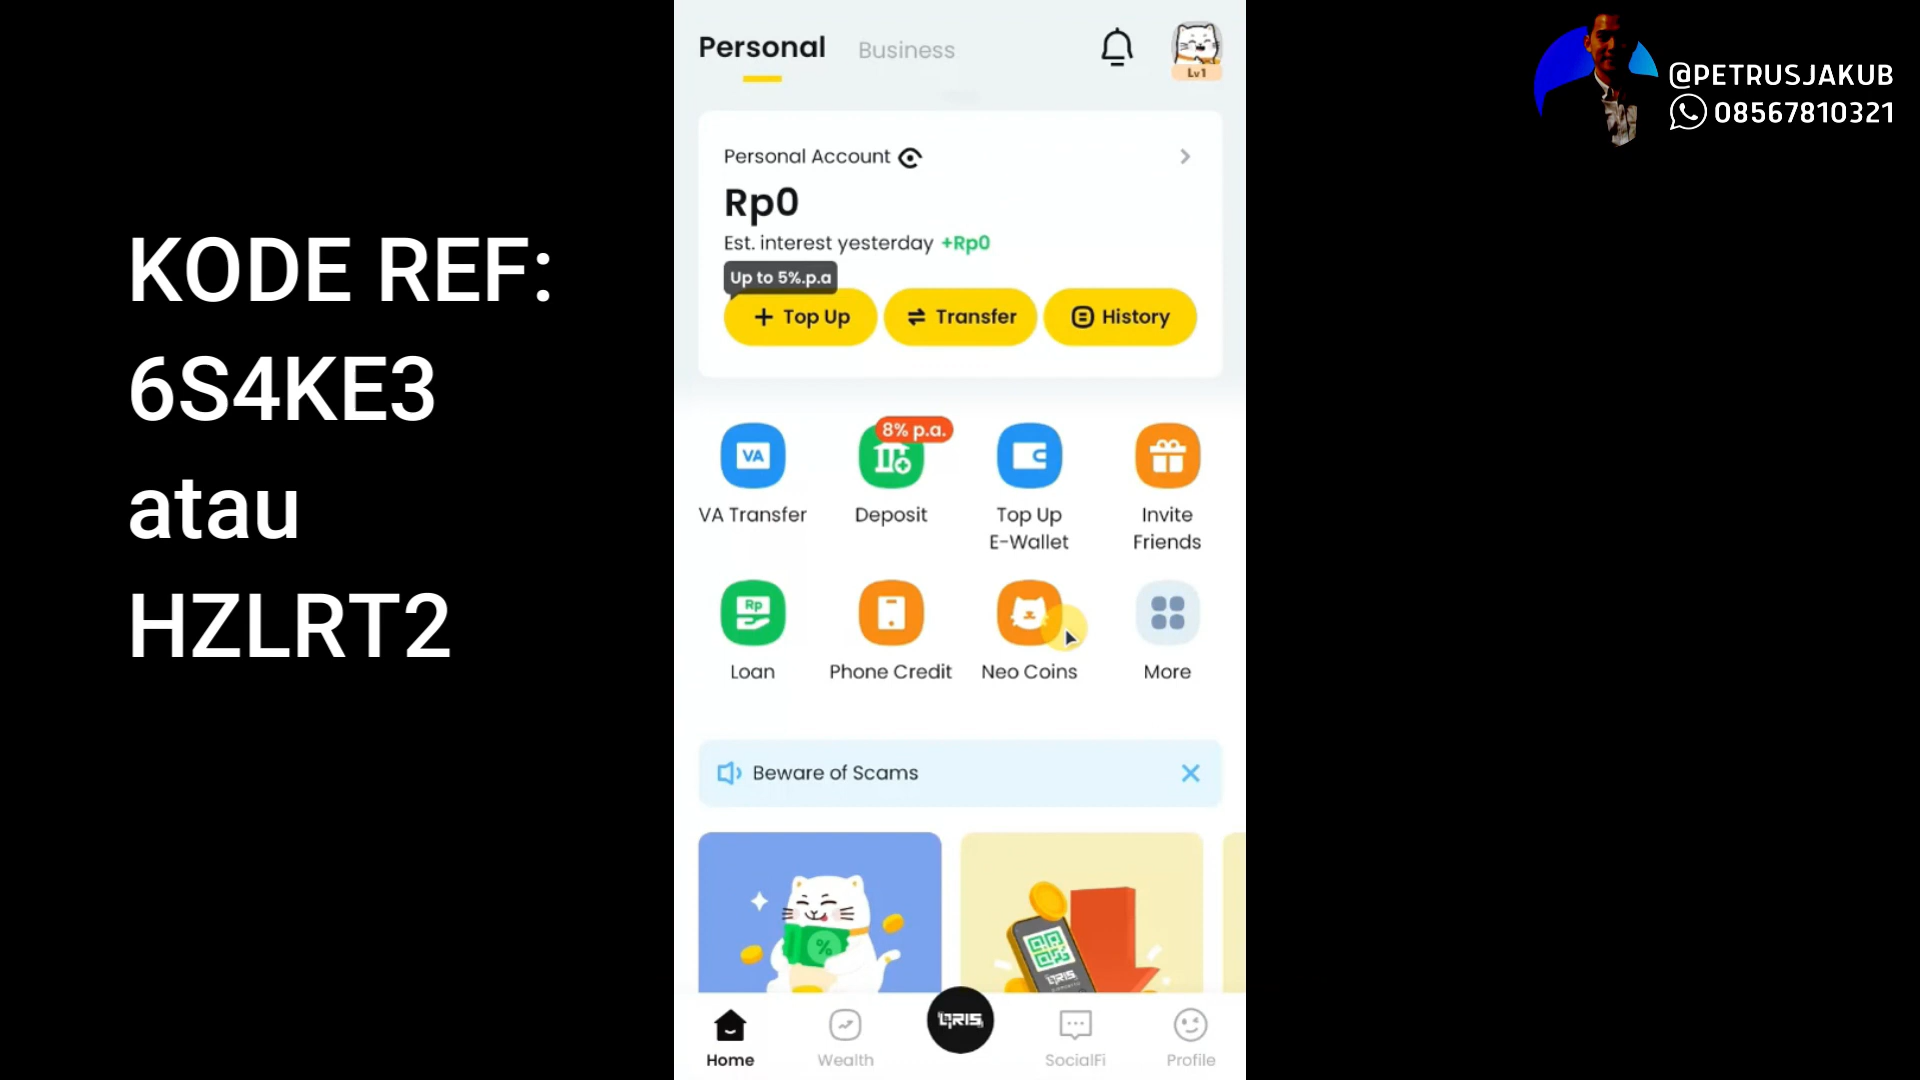 KODE REF:
6S4KE3
atau
HZLRT2
@PETRUSJAKUB
08567810321
Personal
Business
Lv1
Personal Account
Rp0
Est. interest yesterday +Rp0
Up to 5%.p.a
Top Up
Transfer
History
VA
8% p.a.
VA Transfer
Deposit
Top Up
E-Wallet
Invite
Friends
Rp
Loan
Phone Credit
Neo Coins
More
Beware of Scams
%
QRIS
QRIS
Home
Wealth
SocialFi
Profile